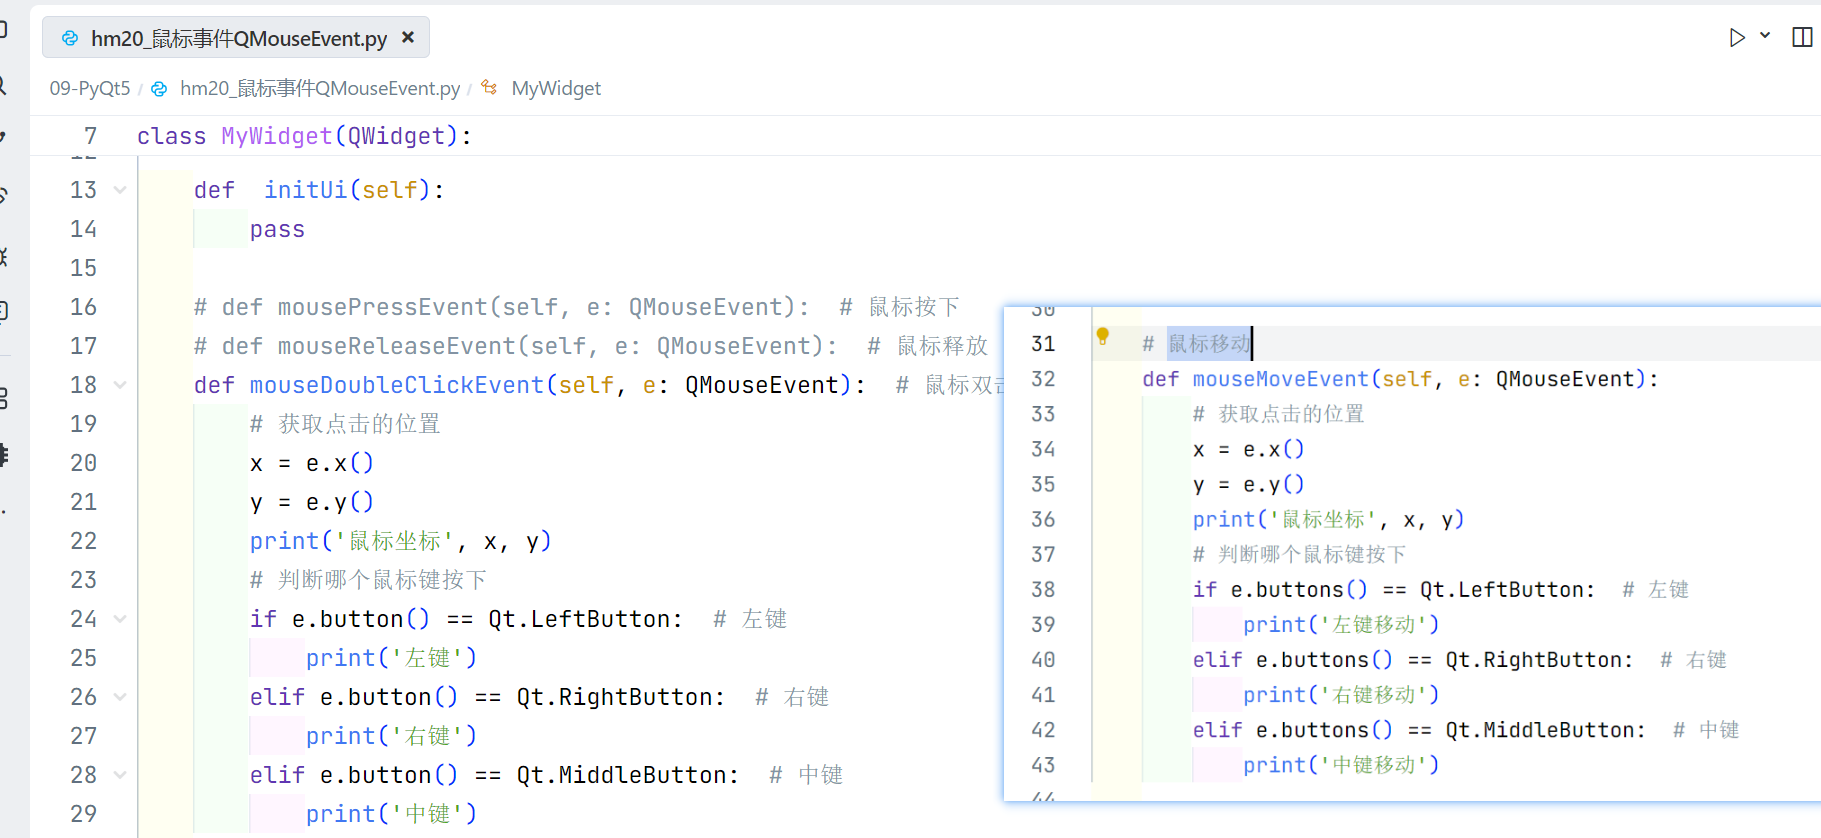 hm20_鼠标事件QMouseEvent.py ×
09-PyQt5 / hm20_鼠标事件QMouseEvent.py / MyWidget
7 class MyWidget(QWidget):
13 def  initUi(self):
14 pass
15
16 # def mousePressEvent(self, e: QMouseEvent):  # 鼠标按下
17 # def mouseReleaseEvent(self, e: QMouseEvent):  # 鼠标释放
18 def mouseDoubleClickEvent(self, e: QMouseEvent):  # 鼠标双击
19 # 获取点击的位置
20 x = e.x()
21 y = e.y()
22 print('鼠标坐标', x, y)
23 # 判断哪个鼠标键按下
24 if e.button() == Qt.LeftButton:  # 左键
25 print('左键')
26 elif e.button() == Qt.RightButton:  # 右键
27 print('右键')
28 elif e.button() == Qt.MiddleButton:  # 中键
29 print('中键')
30
31 # 鼠标移动
32 def mouseMoveEvent(self, e: QMouseEvent):
33 # 获取点击的位置
34 x = e.x()
35 y = e.y()
36 print('鼠标坐标', x, y)
37 # 判断哪个鼠标键按下
38 if e.buttons() == Qt.LeftButton:  # 左键
39 print('左键移动')
40 elif e.buttons() == Qt.RightButton:  # 右键
41 print('右键移动')
42 elif e.buttons() == Qt.MiddleButton:  # 中键
43 print('中键移动')
44